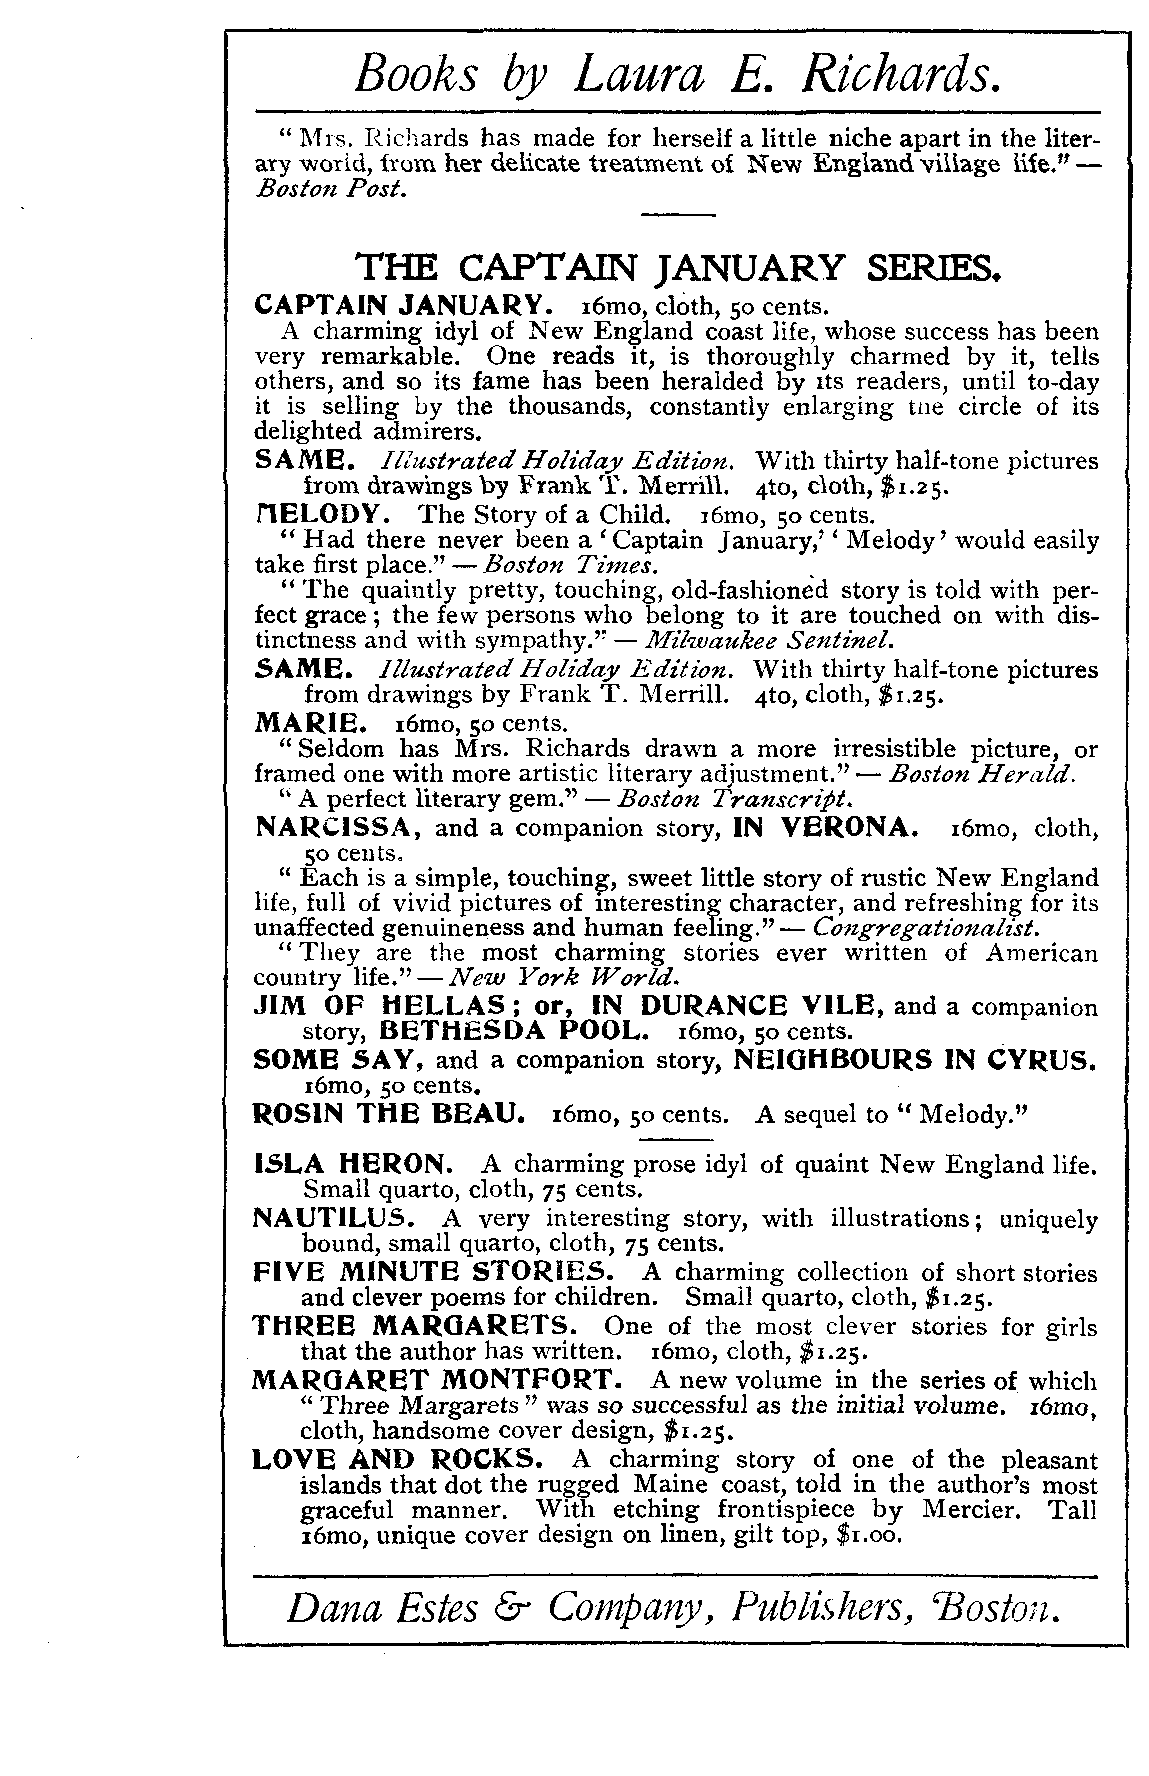 Books by Laura E. Richards.
“ Mrs. Richards has made for herself a little niche apart in the liter-
ary world, from her delicate treatment of New England village life.” —
Boston Post.
THE CAPTAIN JANUARY SERIES.
CAPTAIN JANUARY. 16mo, cloth, 50 cents.
A charming idyl of New England coast life, whose success has been
very remarkable. One reads it, is thoroughly charmed by it, tells
others, and so its fame has been heralded by its readers, until to-day
it is selling by the thousands, constantly enlarging the circle of its
delighted admirers.
SAME. Illustrated Holiday Edition. With thirty half-tone pictures
from drawings by Frank T. Merrill. 4to, cloth, $1.25.
MELODY. The Story of a Child. 16mo, 50 cents.
“ Had there never been a ‘ Captain January,’ ‘ Melody’ would easily
take first place.” — Boston Times.
“ The quaintly pretty, touching, old-fashioned story is told with per-
fect grace ; the few persons who belong to it are touched on with dis-
tinctness and with sympathy.” — Milwaukee Sentinel.
SAME. Illustrated Holiday Edition. With thirty half-tone pictures
from drawings by Frank T. Merrill. 4to, cloth, $1.25.
MARIE. 16mo, 50 cents.
“ Seldom has Mrs. Richards drawn a more irresistible picture, or
framed one with more artistic literary adjustment.” — Boston Herald.
“ A perfect literary gem.” — Boston Transcript.
NARCISSA, and a companion story, IN VERONA. 16mo, cloth,
50 cents.
“ Each is a simple, touching, sweet little story of rustic New England
life, full of vivid pictures of interesting character, and refreshing for its
unaffected genuineness and human feeling.” — Congregationalist.
“ They are the most charming stories ever written of American
country life.” — New York World.
JIM OF HELLAS ; or, IN DURANCE VILE, and a companion
story, BETHESDA POOL. 16mo, 50 cents.
SOME SAY, and a companion story, NEIGHBOURS IN CYRUS.
16mo, 50 cents.
ROSIN THE BEAU. 16mo, 50 cents. A sequel to “ Melody.”
ISLA HERON. A charming prose idyl of quaint New England life.
Small quarto, cloth, 75 cents.
NAUTILUS. A very interesting story, with illustrations ; uniquely
bound, small quarto, cloth, 75 cents.
FIVE MINUTE STORIES. A charming collection of short stories
and clever poems for children. Small quarto, cloth, $1.25.
THREE MARGARETS. One of the most clever stories for girls
that the author has written. 16mo, cloth, $1.25.
MARGARET MONTFORT. A new volume in the series of which
“ Three Margarets ” was so successful as the initial volume. 16mo,
cloth, handsome cover design, $1.25.
LOVE AND ROCKS. A charming story of one of the pleasant
islands that dot the rugged Maine coast, told in the author’s most
graceful manner. With etching frontispiece by Mercier. Tall
16mo, unique cover design on linen, gilt top, $1.00.
Dana Estes & Company, Publishers, Boston.